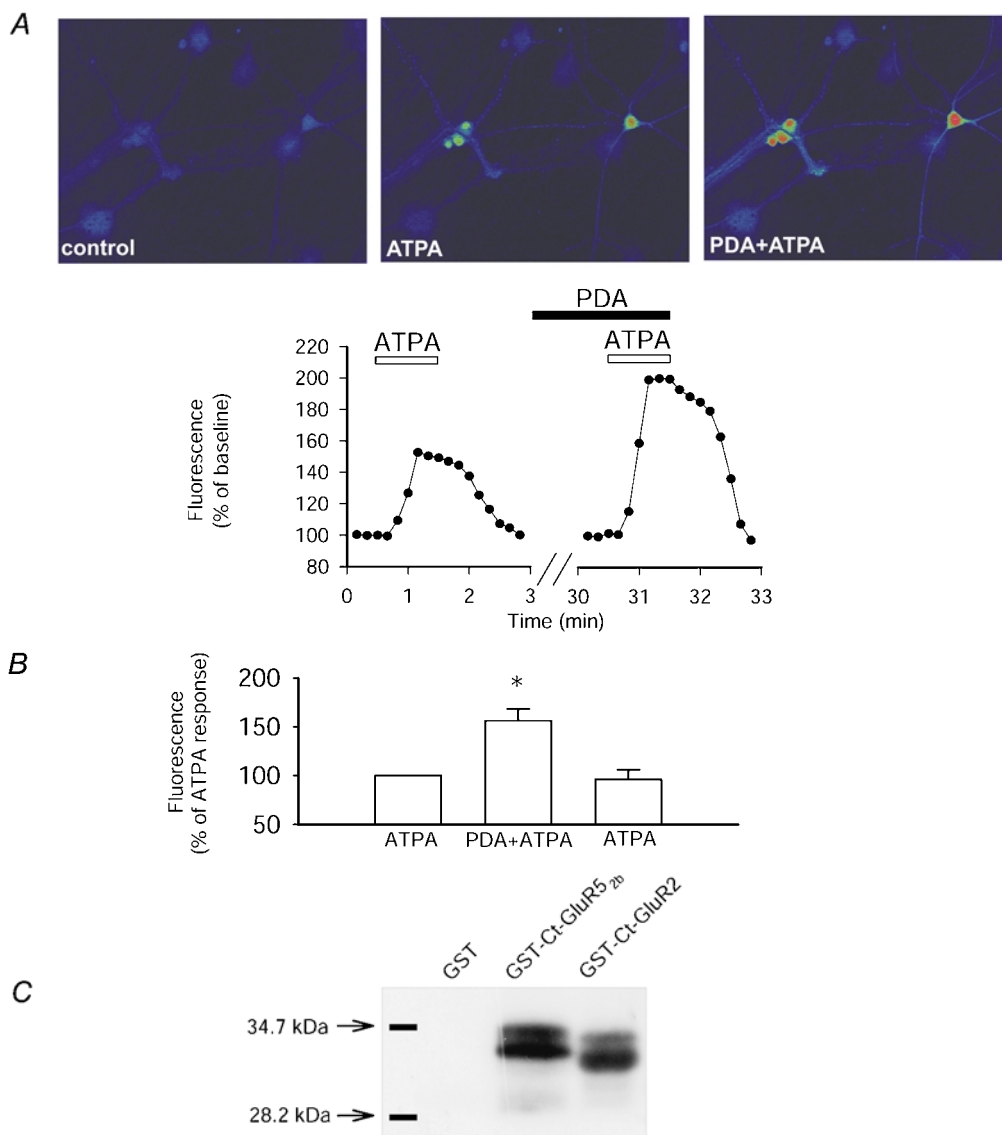 A
control
ATPA
PDA+ATPA
PDA
ATPA
ATPA
Fluorescence
(% of baseline)
220
200
180
160
140
120
100
80
0
1
2
3
30
31
32
33
Time (min)
B
Fluorescence
(% of ATPA response)
200
150
100
50
*
ATPA
PDA+ATPA
ATPA
C
GST
GST-Ct-GluR5₂b
GST-Ct-GluR2
34.7 kDa
28.2 kDa